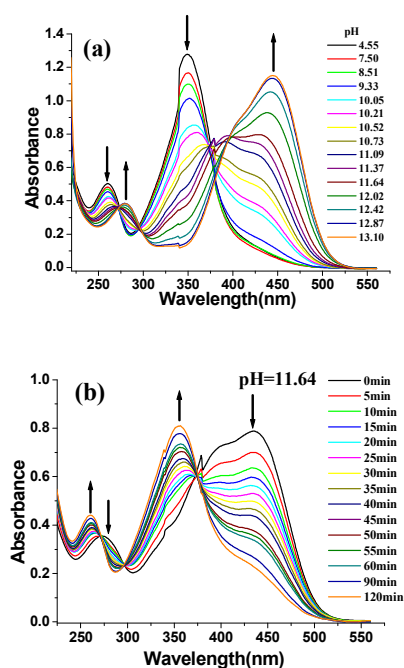 (a)
pH
4.55
7.50
8.51
9.33
10.05
10.21
10.52
10.73
11.09
11.37
11.64
12.02
12.42
12.87
13.10
Absorbance
1.4
1.2
1.0
0.8
0.6
0.4
0.2
0.0
250 300 350 400 450 500 550
Wavelength(nm)
(b)
pH=11.64
0min
5min
10min
15min
20min
25min
30min
35min
40min
45min
50min
55min
60min
90min
120min
Absorbance
1.0
0.8
0.6
0.4
0.2
0.0
250 300 350 400 450 500 550
Wavelength(nm)